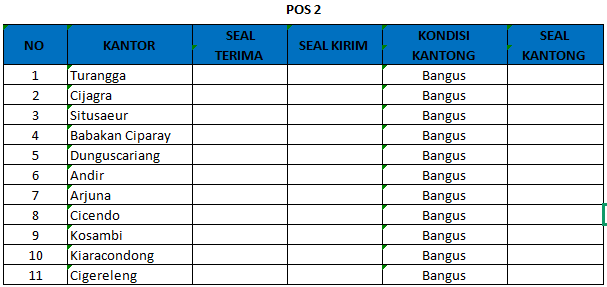 POS 2
NO KANTOR SEAL TERIMA SEAL KIRIM KONDISI KANTONG SEAL KANTONG
1 Turangga Bangus
2 Cijagra Bangus
3 Situsaeur Bangus
4 Babakan Ciparay Bangus
5 Dunguscariang Bangus
6 Andir Bangus
7 Arjuna Bangus
8 Cicendo Bangus
9 Kosambi Bangus
10 Kiaracondong Bangus
11 Cigereleng Bangus